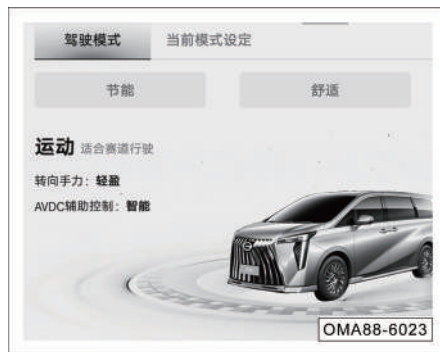 驾驶模式 当前模式设定
节能 舒适
运动 适合赛道行驶
转向手力：轻盈
AVDC辅助控制：智能
OMA88-6023